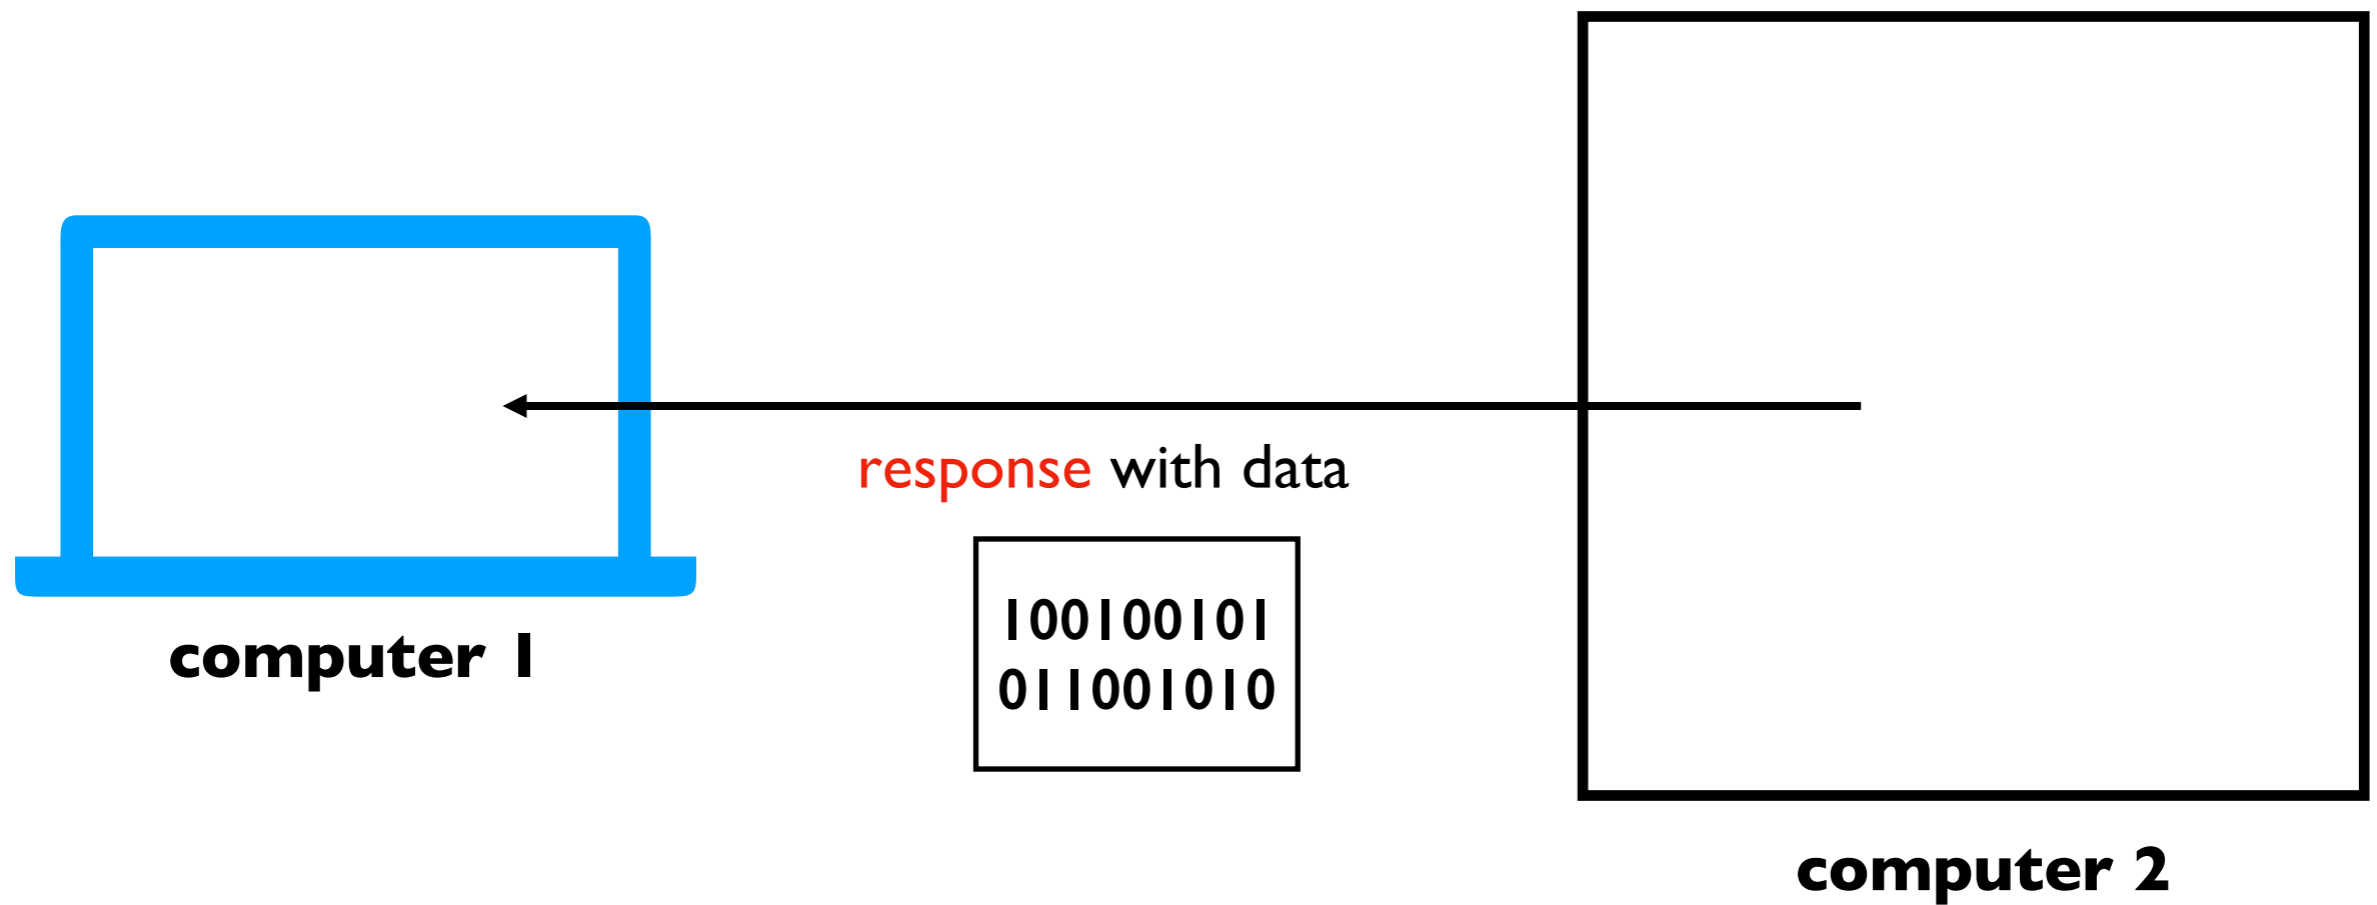 response with data
100100101
011001010
computer 1
computer 2